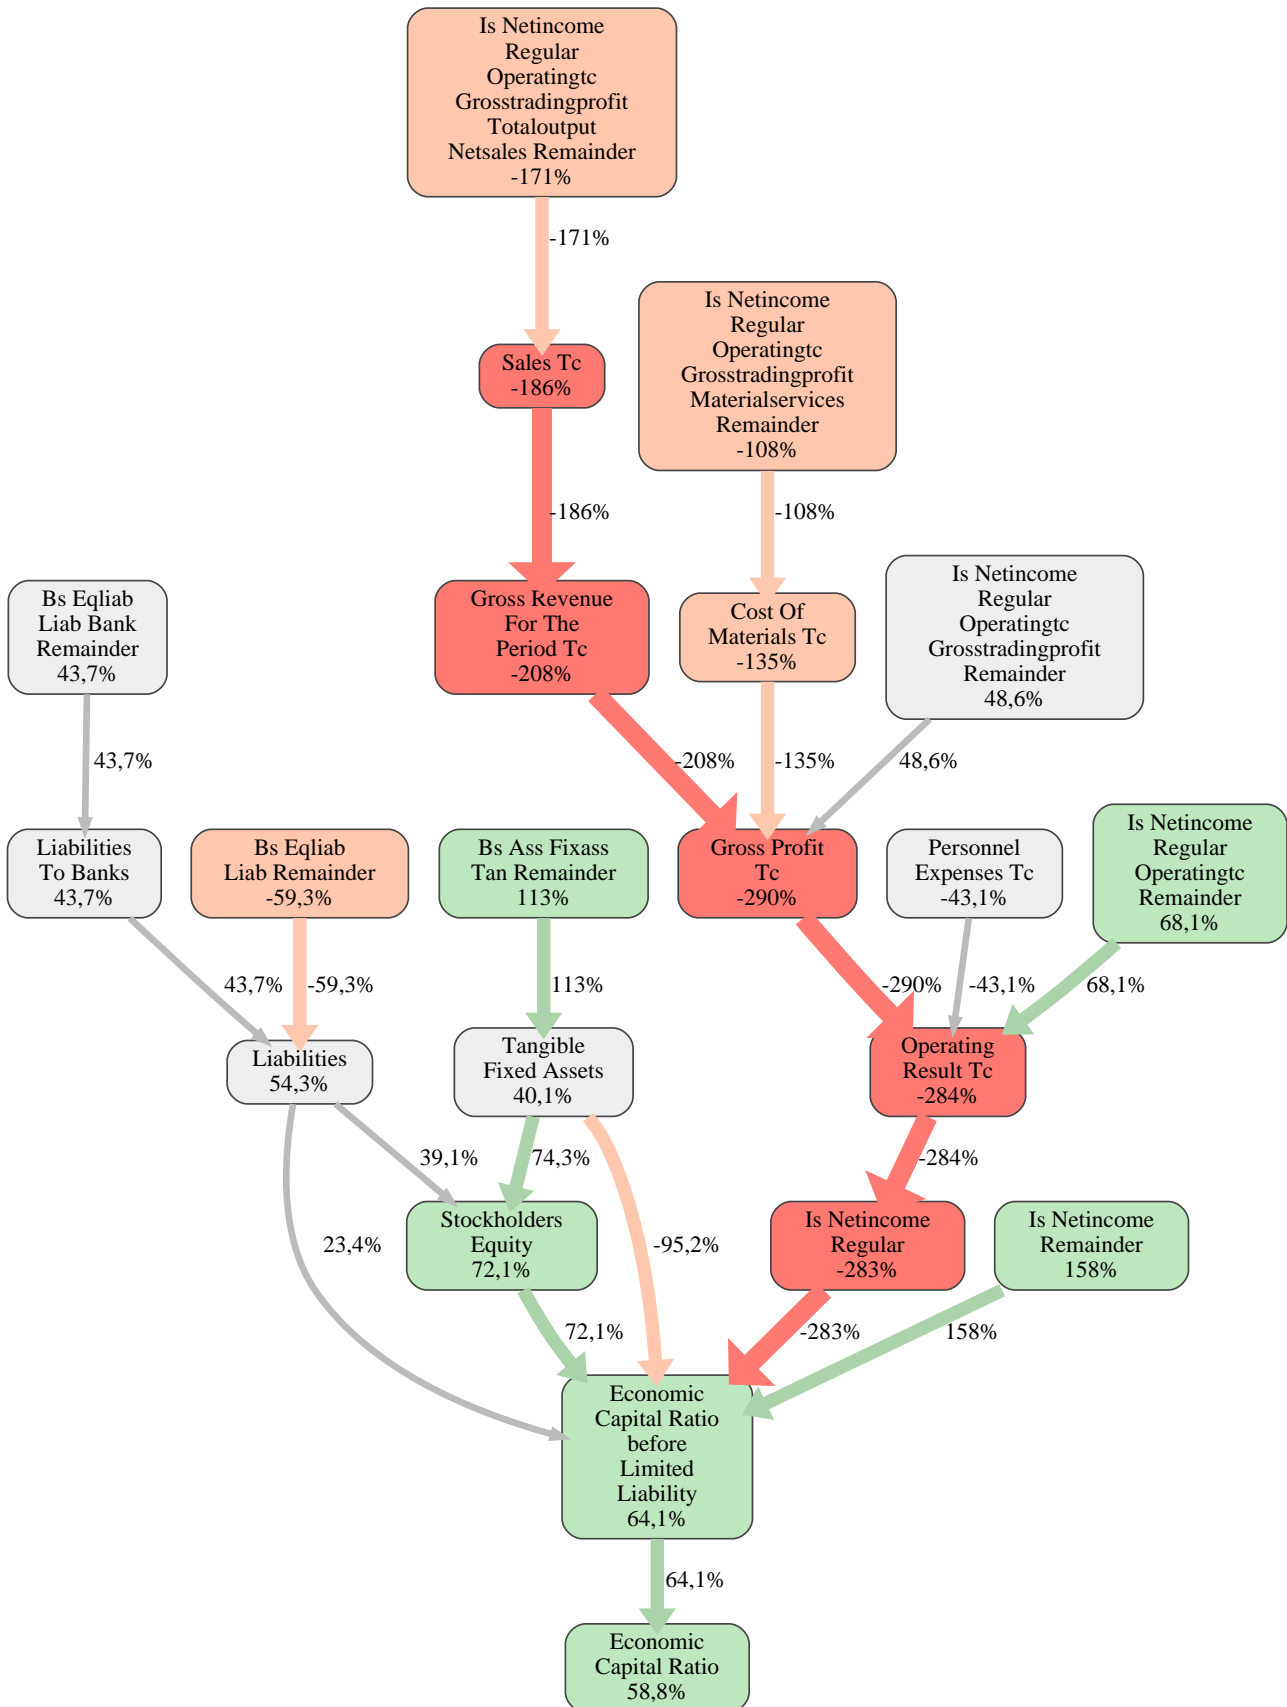 Is Netincome
Regular
Operatingtc
Grosstradingprofit
Totaloutput
Netsales Remainder
-171%
-171%
Sales Tc
-186%
Is Netincome
Regular
Operatingtc
Grosstradingprofit
Materialservices
Remainder
-108%
-186%
-108%
Bs Eqliab
Liab Bank
Remainder
43,7%
Gross Revenue
For The
Period Tc
-208%
Cost Of
Materials Tc
-135%
Is Netincome
Regular
Operatingtc
Grosstradingprofit
Remainder
48,6%
43,7%
-208%
-135%
48,6%
Liabilities
To Banks
43,7%
Bs Eqliab
Liab Remainder
-59,3%
Bs Ass Fixass
Tan Remainder
113%
Gross Profit
Tc
-290%
Personnel
Expenses Tc
-43,1%
Is Netincome
Regular
Operatingtc
Remainder
68,1%
43,7%
-59,3%
113%
-290%
-43,1%
68,1%
Liabilities
54,3%
Tangible
Fixed Assets
40,1%
Operating
Result Tc
-284%
39,1%
74,3%
-284%
23,4%
Stockholders
Equity
72,1%
-95,2%
Is Netincome
Regular
-283%
Is Netincome
Remainder
158%
72,1%
-283%
158%
Economic
Capital Ratio
before
Limited
Liability
64,1%
64,1%
Economic
Capital Ratio
58,8%